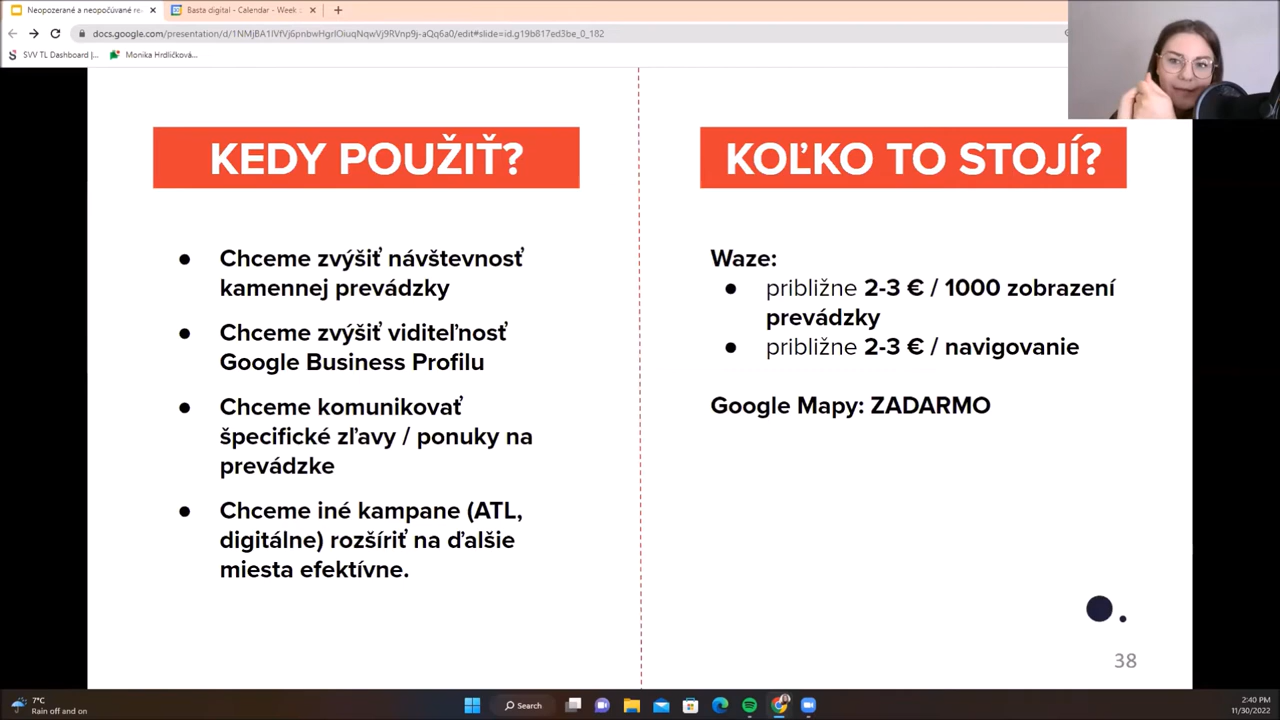 Neopozerané a neopočúvané re
Basta digital - Calendar - Week
docs.google.com/presentation/d/1NMjBA1IVfVj6pnbwHgrIOiuqNqwVj9RVnp9j-aQq6a0/edit#slide=id.g19b817ed3be_0_182
SVV TL Dashboard |...
Monika Hrdličková...
KEDY POUŽIŤ?
● Chceme zvýšiť návštevnosť
kamennej prevádzky
● Chceme zvýšiť viditeľnosť
Google Business Profilu
● Chceme komunikovať
špecifické zľavy / ponuky na
prevádzke
● Chceme iné kampane (ATL,
digitálne) rozšíriť na ďalšie
miesta efektívne.
KOĽKO TO STOJÍ?
Waze:
● približne 2-3 € / 1000 zobrazení
prevádzky
● približne 2-3 € / navigovanie
Google Mapy: ZADARMO
38
7°C
Rain off and on
Search
2:40 PM
11/30/2022